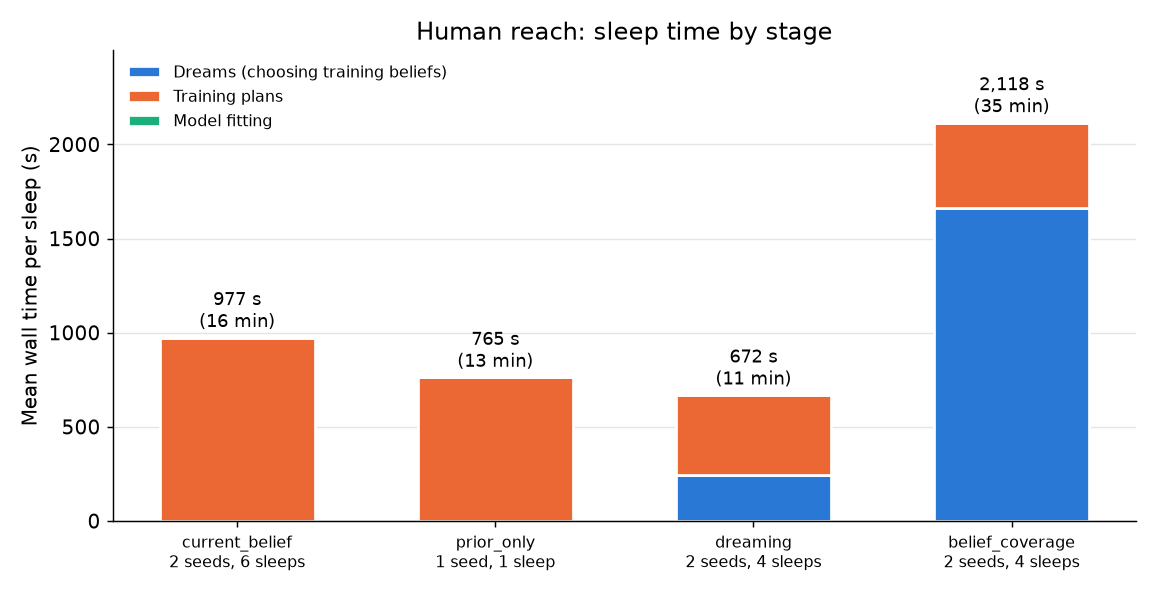 Human reach: sleep time by stage
Dreams (choosing training beliefs)
Training plans
Model fitting
Mean wall time per sleep (s)
2000
1500
1000
500
0
977 s
(16 min)
765 s
(13 min)
672 s
(11 min)
2,118 s
(35 min)
current_belief
2 seeds, 6 sleeps
prior_only
1 seed, 1 sleep
dreaming
2 seeds, 4 sleeps
belief_coverage
2 seeds, 4 sleeps